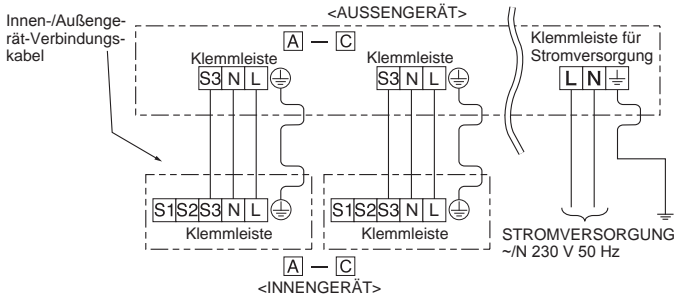 Innen-/Außenge-
rät-Verbindungs-
kabel
<AUSSENGERÄT>
A — C
Klemmleiste
S3 N L
Klemmleiste
S3 N L
Klemmleiste für
Stromversorgung
L N
S1 S2 S3 N L
Klemmleiste
S1 S2 S3 N L
Klemmleiste
STROMVERSORGUNG
~/N 230 V 50 Hz
A — C
<INNENGERÄT>